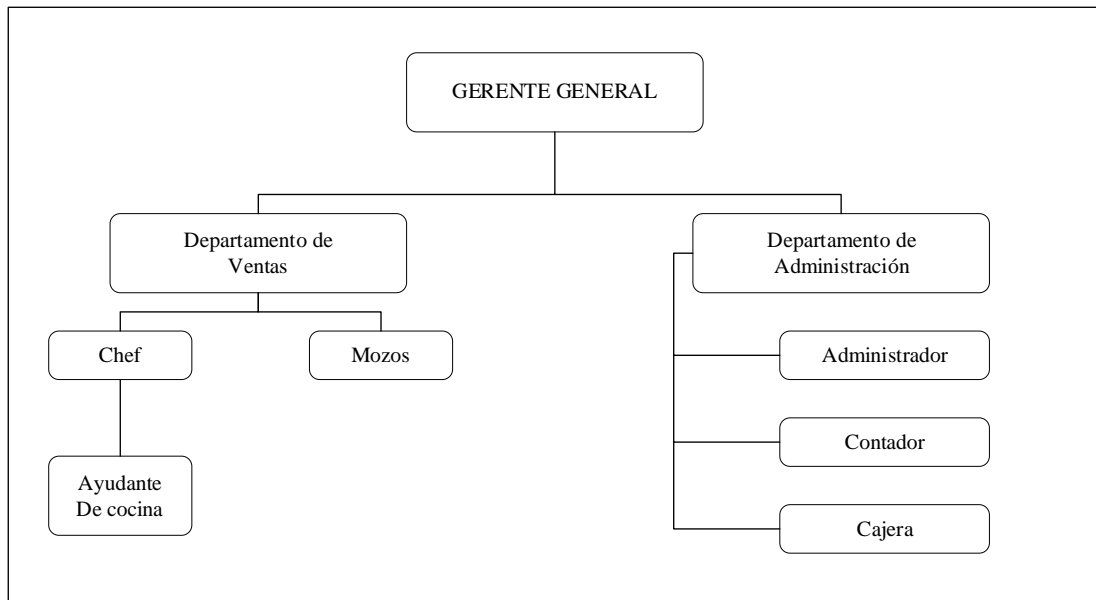 GERENTE GENERAL
Departamento de
Ventas
Departamento de
Administración
Chef
Mozos
Administrador
Contador
Ayudante
De cocina
Cajera